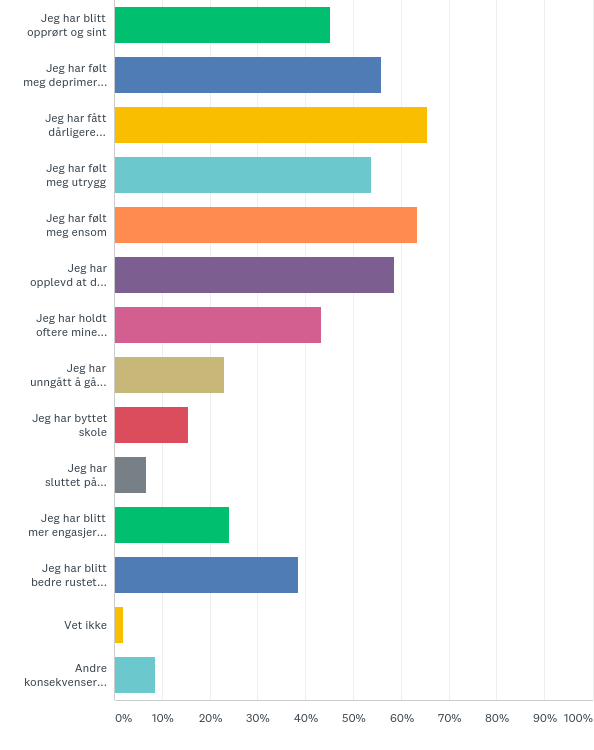 Jeg har blitt
opprørt og sint
Jeg har følt
meg deprimer...
Jeg har fått
dårligere...
Jeg har følt
meg utrygg
Jeg har følt
meg ensom
Jeg har
opplevd at d...
Jeg har holdt
oftere mine...
Jeg har
unngått å gå...
Jeg har byttet
skole
Jeg har
sluttet på...
Jeg har blitt
mer engasjer...
Jeg har blitt
bedre rustet...
Vet ikke
Andre
konsekvenser...
0% 10% 20% 30% 40% 50% 60% 70% 80% 90% 100%